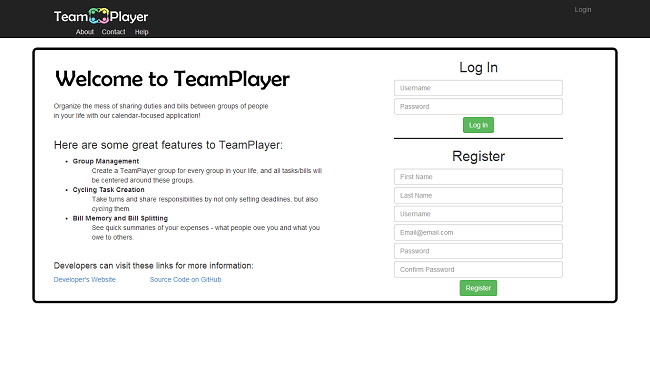 Team Player
Login
About Contact Help
Welcome to TeamPlayer
Organize the mess of sharing duties and bills between groups of people
in your life with our calendar-focused application!
Here are some great features to TeamPlayer:
Group Management
Create a TeamPlayer group for every group in your life, and all tasks/bills will
be centered around these groups.
Cycling Task Creation
Take turns and share responsibilities by not only setting deadlines, but also
cycling them.
Bill Memory and Bill Splitting
See quick summaries of your expenses - what people owe you and what you
owe to others.
Developers can visit these links for more information:
Developer's Website Source Code on GitHub
Log In
Username
Password
Log In
Register
First Name
Last Name
Username
Email@email.com
Password
Confirm Password
Register